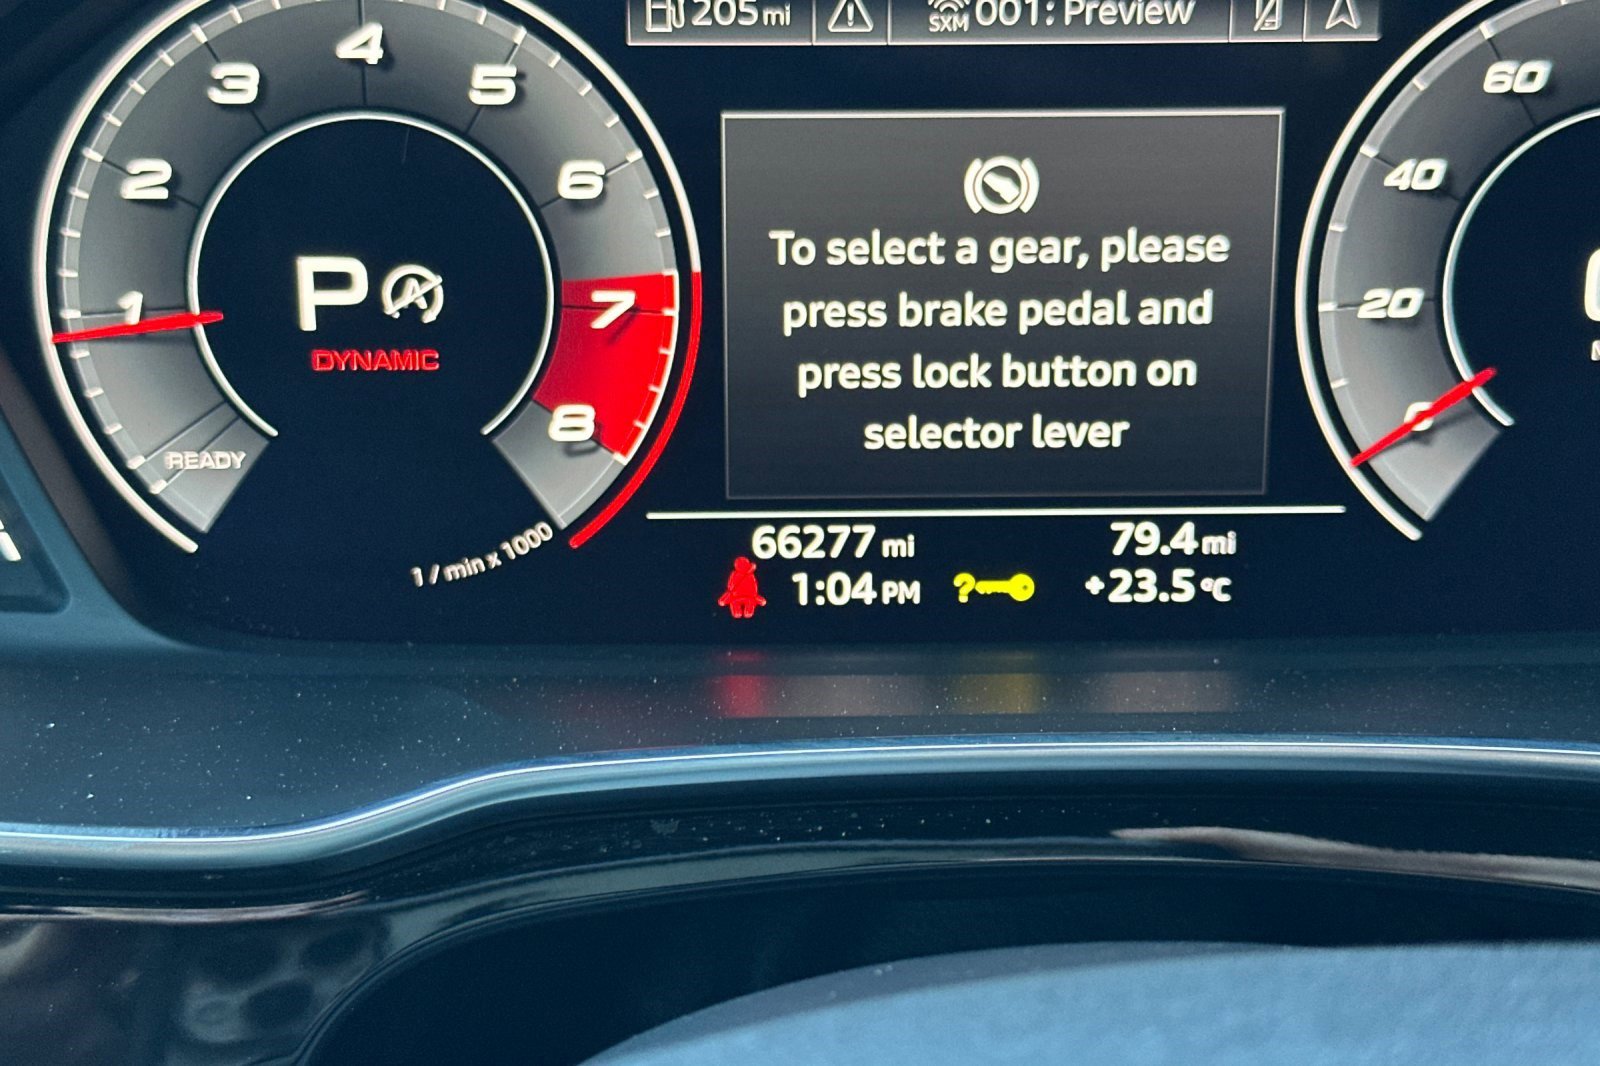 205 mi
SXM 001: Preview
1
2
3
4
5
6
7
8
READY
P
DYNAMIC
1 / min x 1000
To select a gear, please
press brake pedal and
press lock button on
selector lever
0
20
40
60
66277 mi
79.4 mi
1:04 PM
?
+23.5 °C